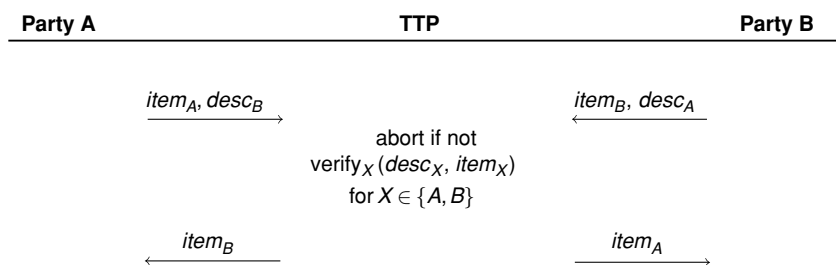 Party A TTP Party B
item_A, desc_B item_B, desc_A
abort if not
verify_X(desc_X, item_X)
for X ∈ {A, B}
item_B item_A